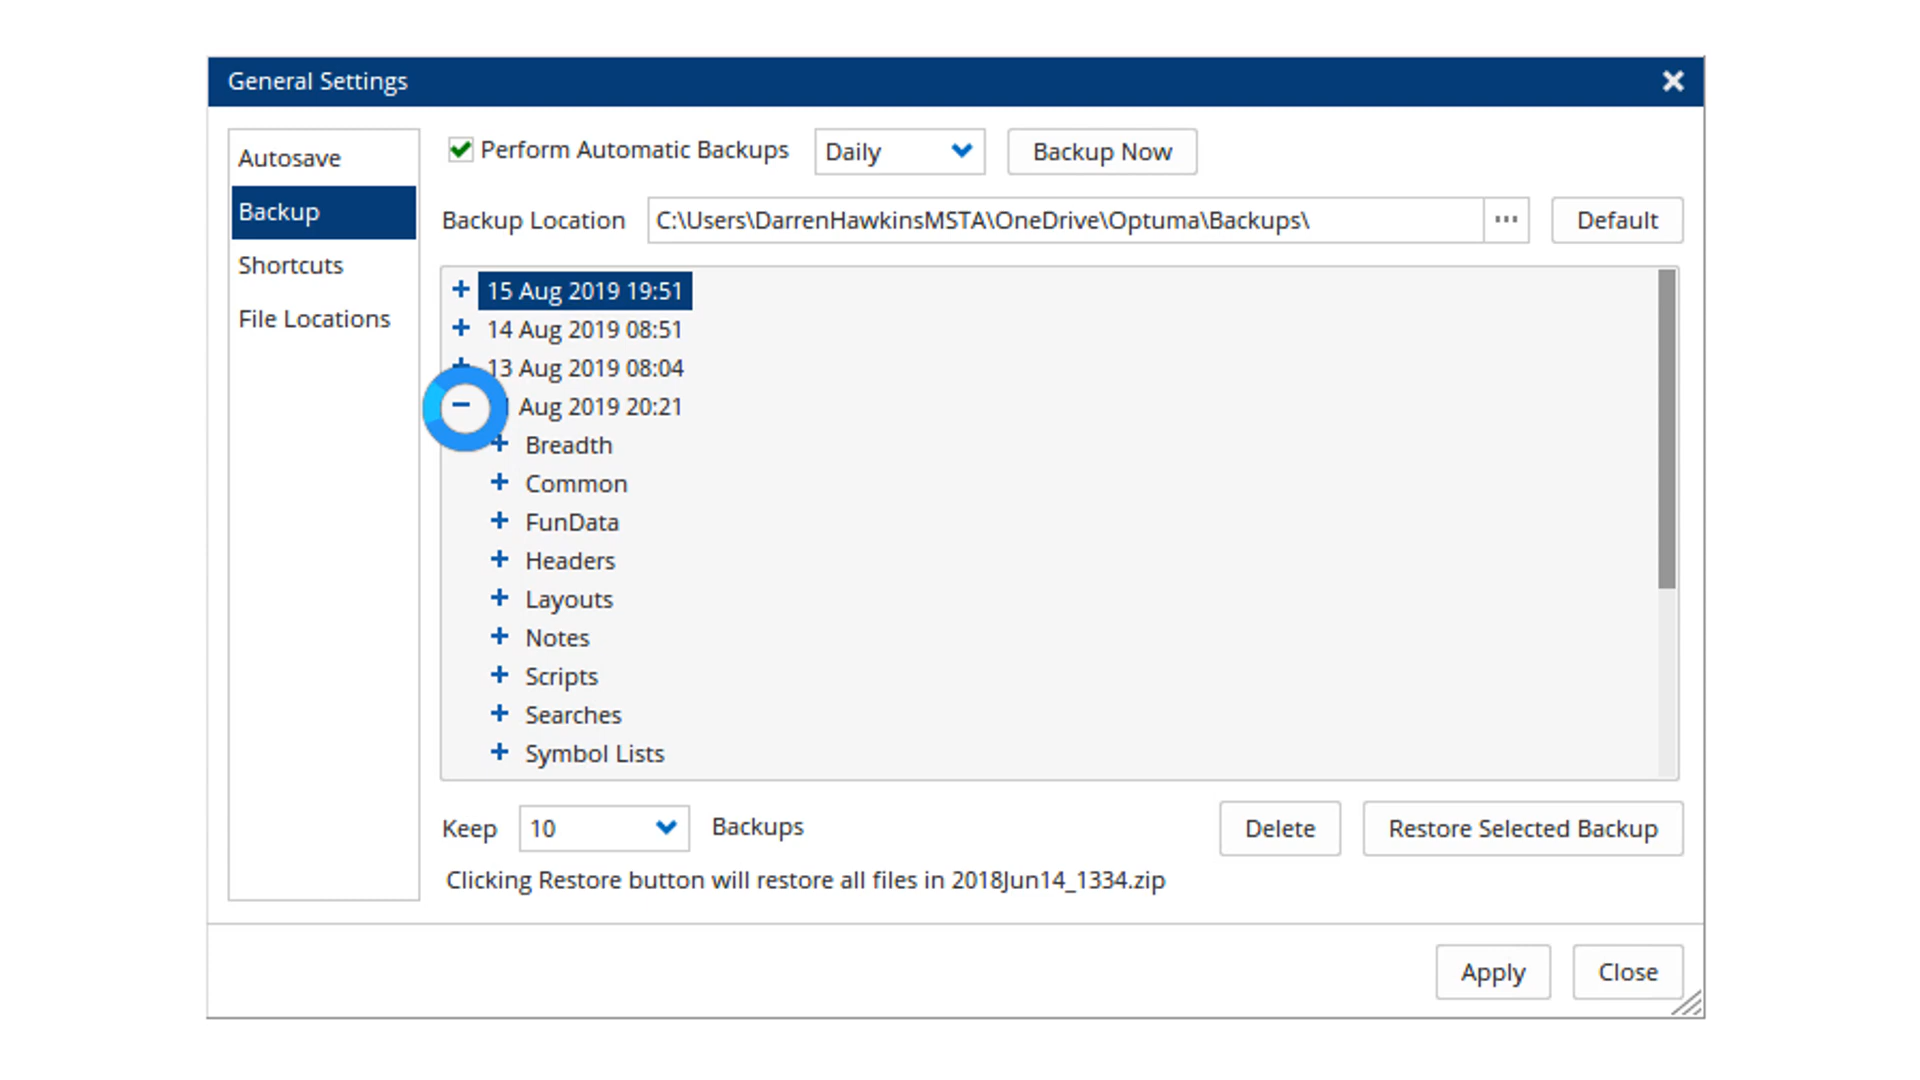 General Settings
Autosave
Backup
Shortcuts
File Locations
Perform Automatic Backups
Daily
Backup Now
Backup Location
C:\Users\DarrenHawkinsMSTA\OneDrive\Optuma\Backups\
...
Default
15 Aug 2019 19:51
14 Aug 2019 08:51
13 Aug 2019 08:04
Aug 2019 20:21
Breadth
Common
FunData
Headers
Layouts
Notes
Scripts
Searches
Symbol Lists
Keep
10
Backups
Delete
Restore Selected Backup
Clicking Restore button will restore all files in 2018Jun14_1334.zip
Apply
Close